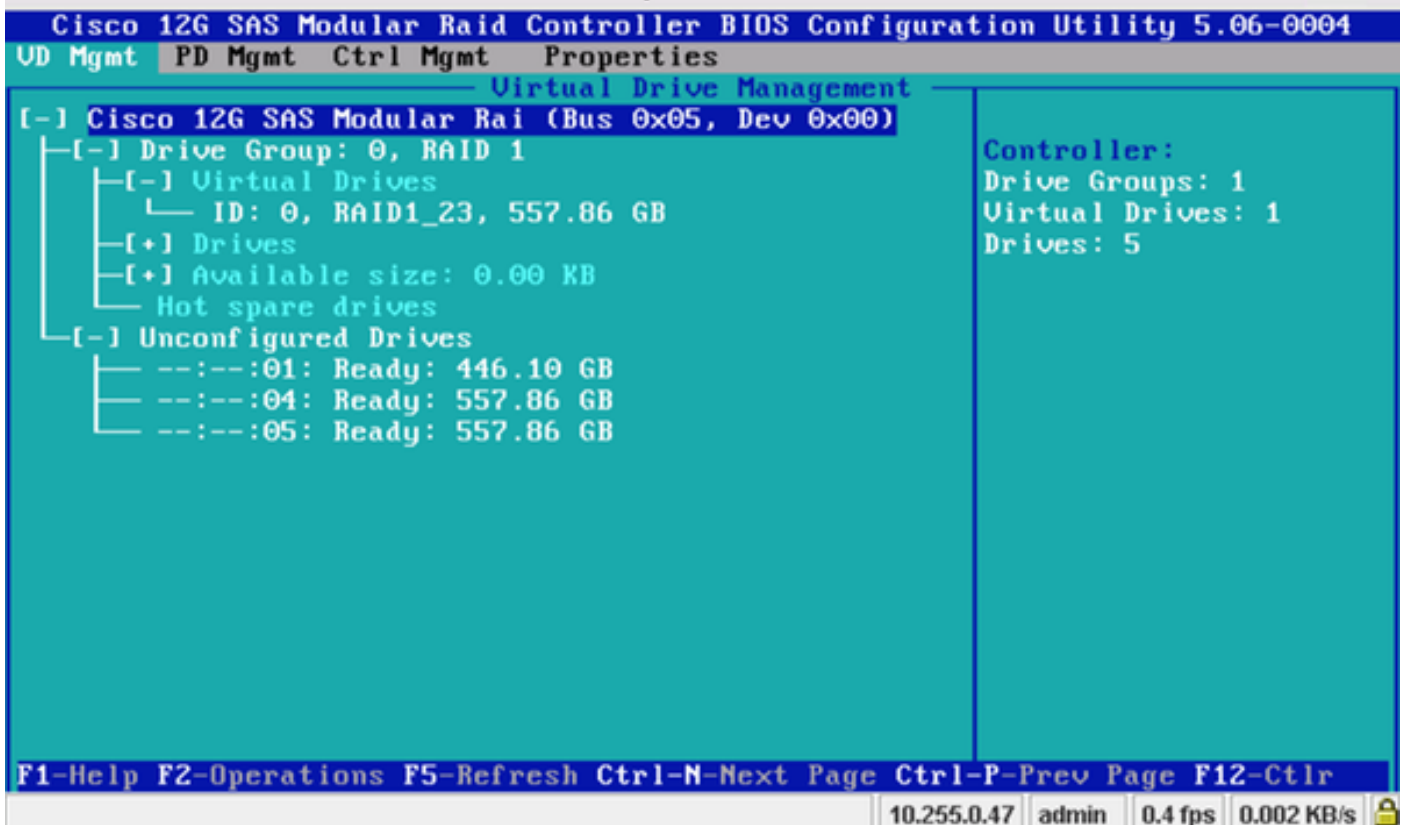 Cisco 12G SAS Modular Raid Controller BIOS Configuration Utility 5.06-0004
VD Mgmt PD Mgmt Ctrl Mgmt Properties
Virtual Drive Management
[-] Cisco 12G SAS Modular Rai (Bus 0x05, Dev 0x00)
[-] Drive Group: 0, RAID 1
[-] Virtual Drives
ID: 0, RAID1_23, 557.86 GB
[+] Drives
[+] Available size: 0.00 KB
Hot spare drives
[-] Unconfigured Drives
--:--:01: Ready: 446.10 GB
--:--:04: Ready: 557.86 GB
--:--:05: Ready: 557.86 GB
Controller:
Drive Groups: 1
Virtual Drives: 1
Drives: 5
F1-Help F2-Operations F5-Refresh Ctrl-N-Next Page Ctrl-P-Prev Page F12-Ctlr
10.255.0.47 admin 0.4 fps 0.002 KB/s